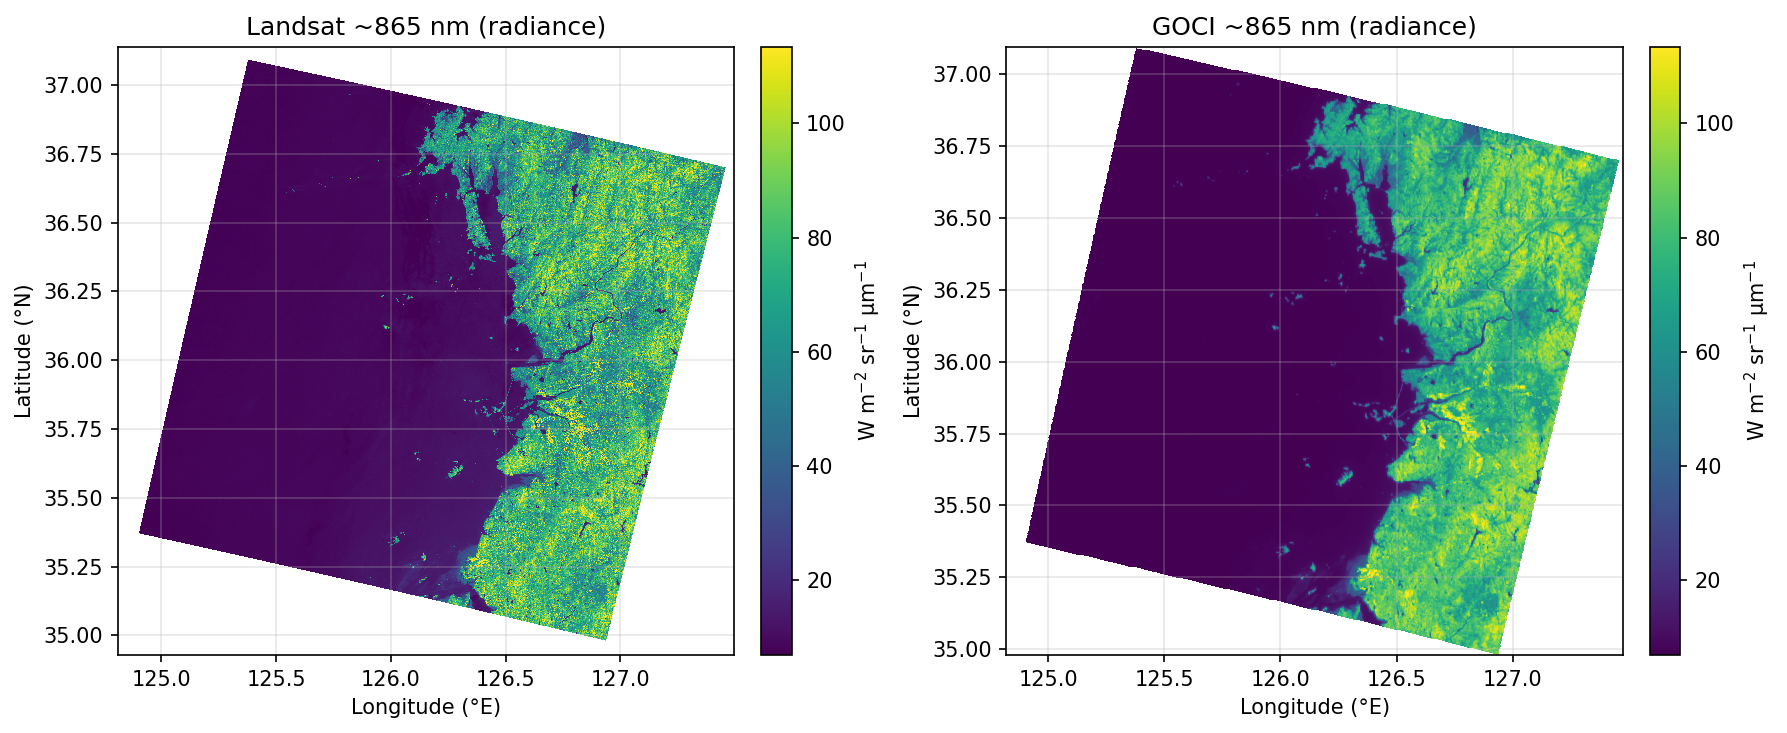 Landsat ~865 nm (radiance)
37.00
36.75
36.50
36.25
36.00
35.75
35.50
35.25
35.00
Latitude (°N)
125.0 125.5 126.0 126.5 127.0
Longitude (°E)
100
80
60
40
20
W m⁻² sr⁻¹ µm⁻¹
GOCI ~865 nm (radiance)
37.00
36.75
36.50
36.25
36.00
35.75
35.50
35.25
35.00
Latitude (°N)
125.0 125.5 126.0 126.5 127.0
Longitude (°E)
100
80
60
40
20
W m⁻² sr⁻¹ µm⁻¹